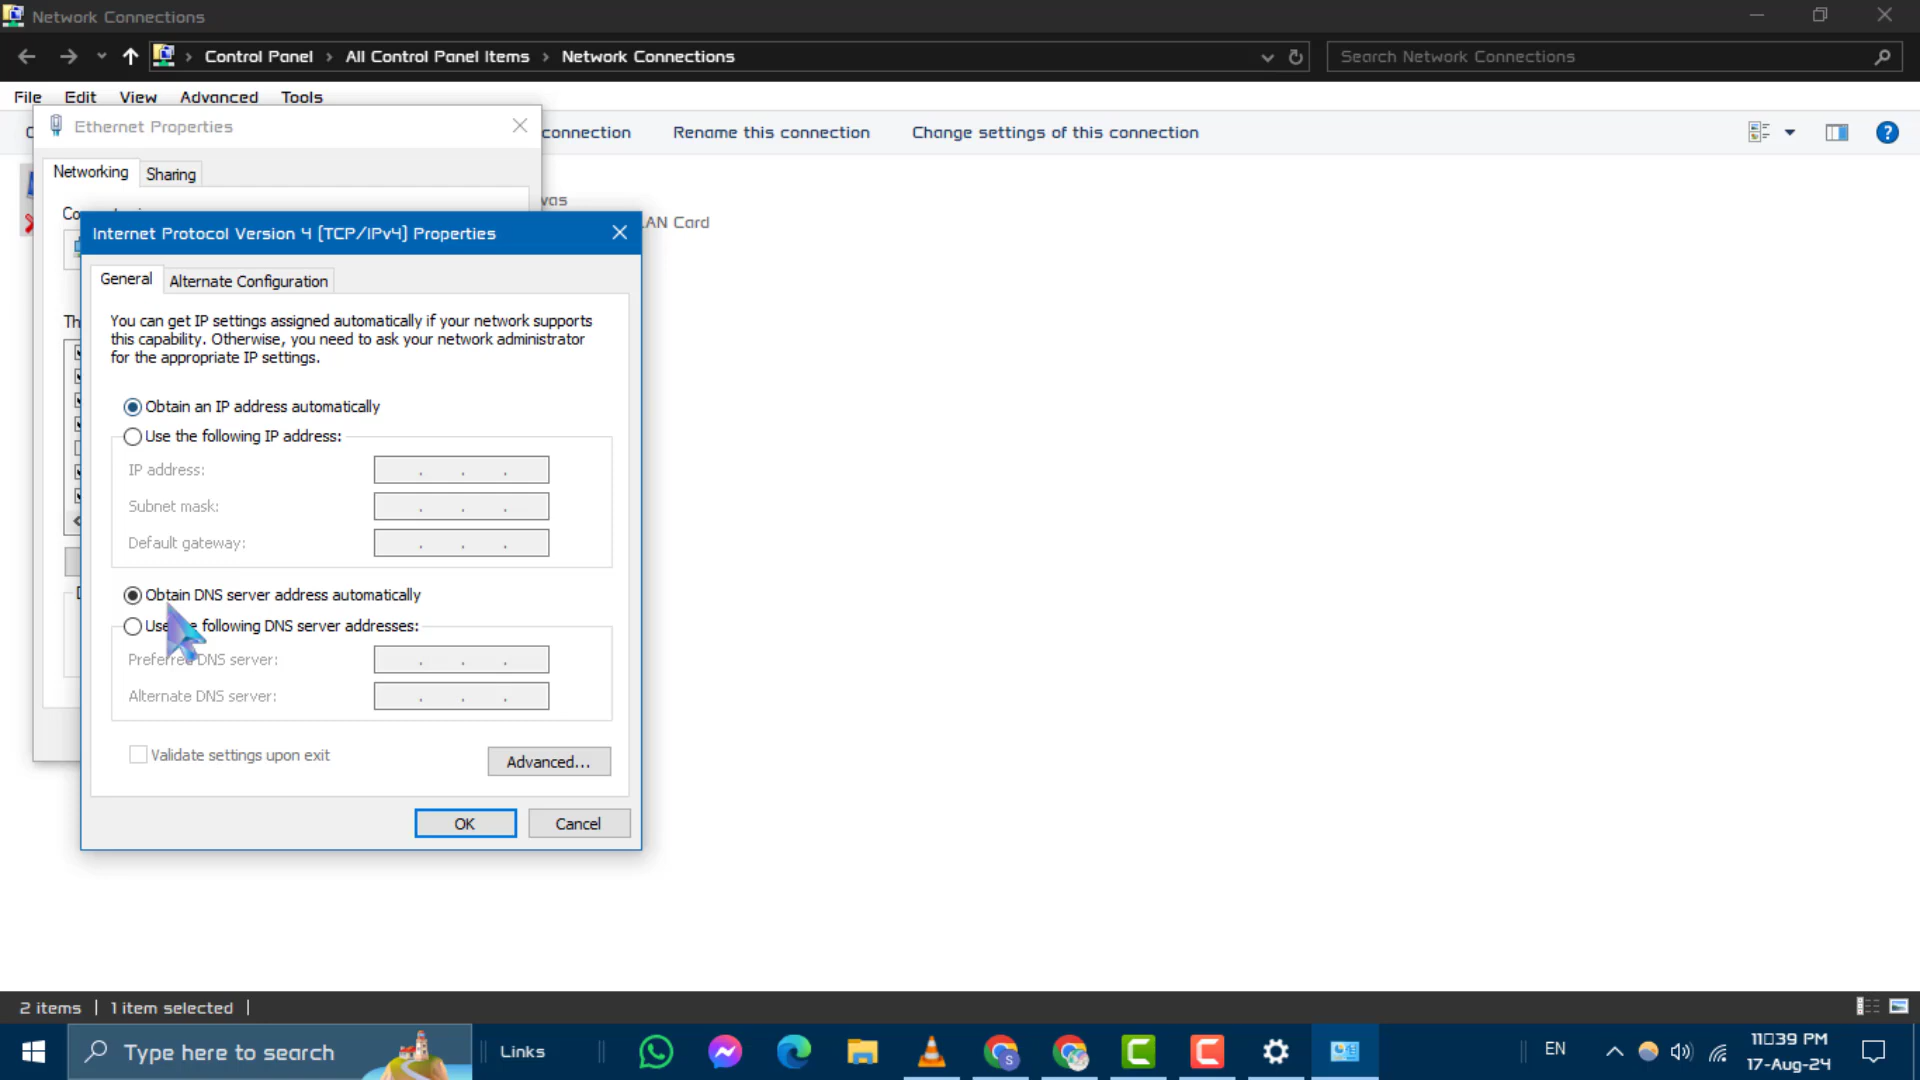 Network Connections
Control Panel › All Control Panel Items › Network Connections
Search Network Connections
File Edit View Advanced Tools
connection Rename this connection Change settings of this connection
Ethernet Properties
Networking Sharing
LAN Card
Internet Protocol Version 4 [TCP/IPv4] Properties
General Alternate Configuration
You can get IP settings assigned automatically if your network supports
this capability. Otherwise, you need to ask your network administrator
for the appropriate IP settings.
Obtain an IP address automatically
Use the following IP address:
IP address: . . .
Subnet mask: . . .
Default gateway: . . .
Obtain DNS server address automatically
Use following DNS server addresses:
Preferred DNS server: . . .
Alternate DNS server: . . .
Validate settings upon exit
Advanced...
OK Cancel
2 items | 1 item selected |
Type here to search
Links
EN
11□39 PM
17-Aug-24